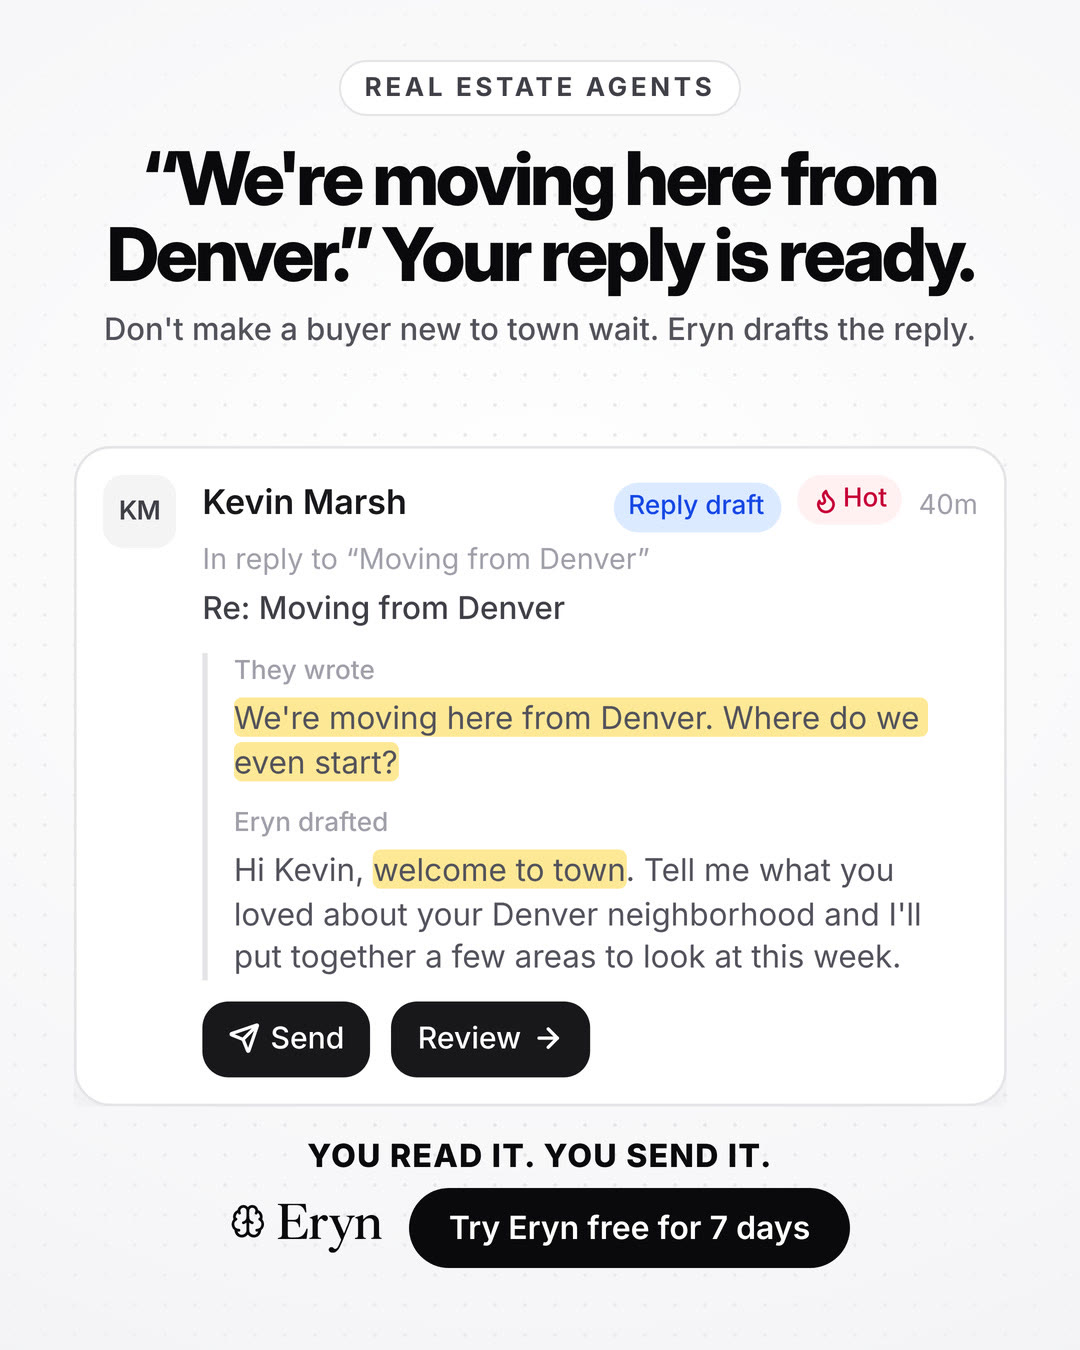 REAL ESTATE AGENTS
“We're moving here from
Denver.” Your reply is ready.
Don't make a buyer new to town wait. Eryn drafts the reply.
KM
Kevin Marsh
Reply draft
Hot
40m
In reply to “Moving from Denver”
Re: Moving from Denver
They wrote
We're moving here from Denver. Where do we
even start?
Eryn drafted
Hi Kevin, welcome to town. Tell me what you
loved about your Denver neighborhood and I'll
put together a few areas to look at this week.
Send
Review →
YOU READ IT. YOU SEND IT.
Eryn
Try Eryn free for 7 days